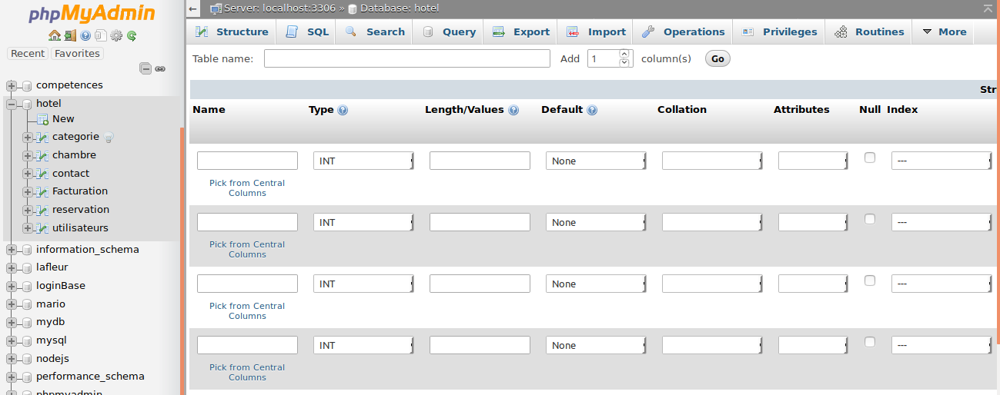 phpMyAdmin
Recent Favorites
competences
hotel
New
categorie
chambre
contact
Facturation
reservation
utilisateurs
information_schema
lafleur
loginBase
mario
mydb
mysql
nodejs
performance_schema
phpmyadmin
Server: localhost:3306 » Database: hotel
Structure SQL Search Query Export Import Operations Privileges Routines More
Table name: Add 1 column(s) Go
Str
Name Type Length/Values Default Collation Attributes Null Index
INT None ---
Pick from Central
Columns
INT None ---
Pick from Central
Columns
INT None ---
Pick from Central
Columns
INT None ---
Pick from Central
Columns